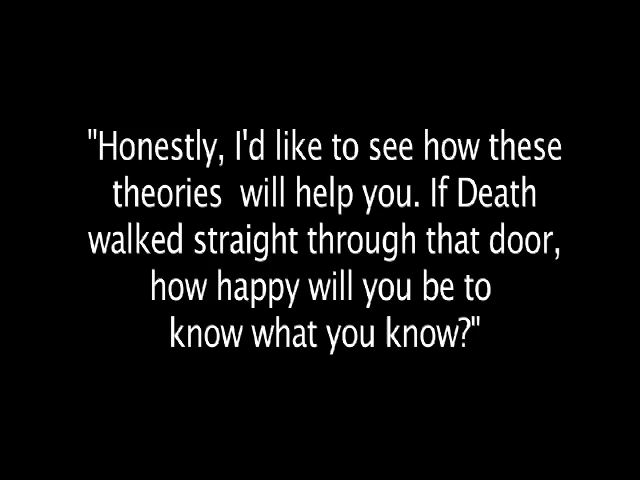 "Honestly, I'd like to see how these
theories  will help you. If Death
walked straight through that door,
how happy will you be to
know what you know?"